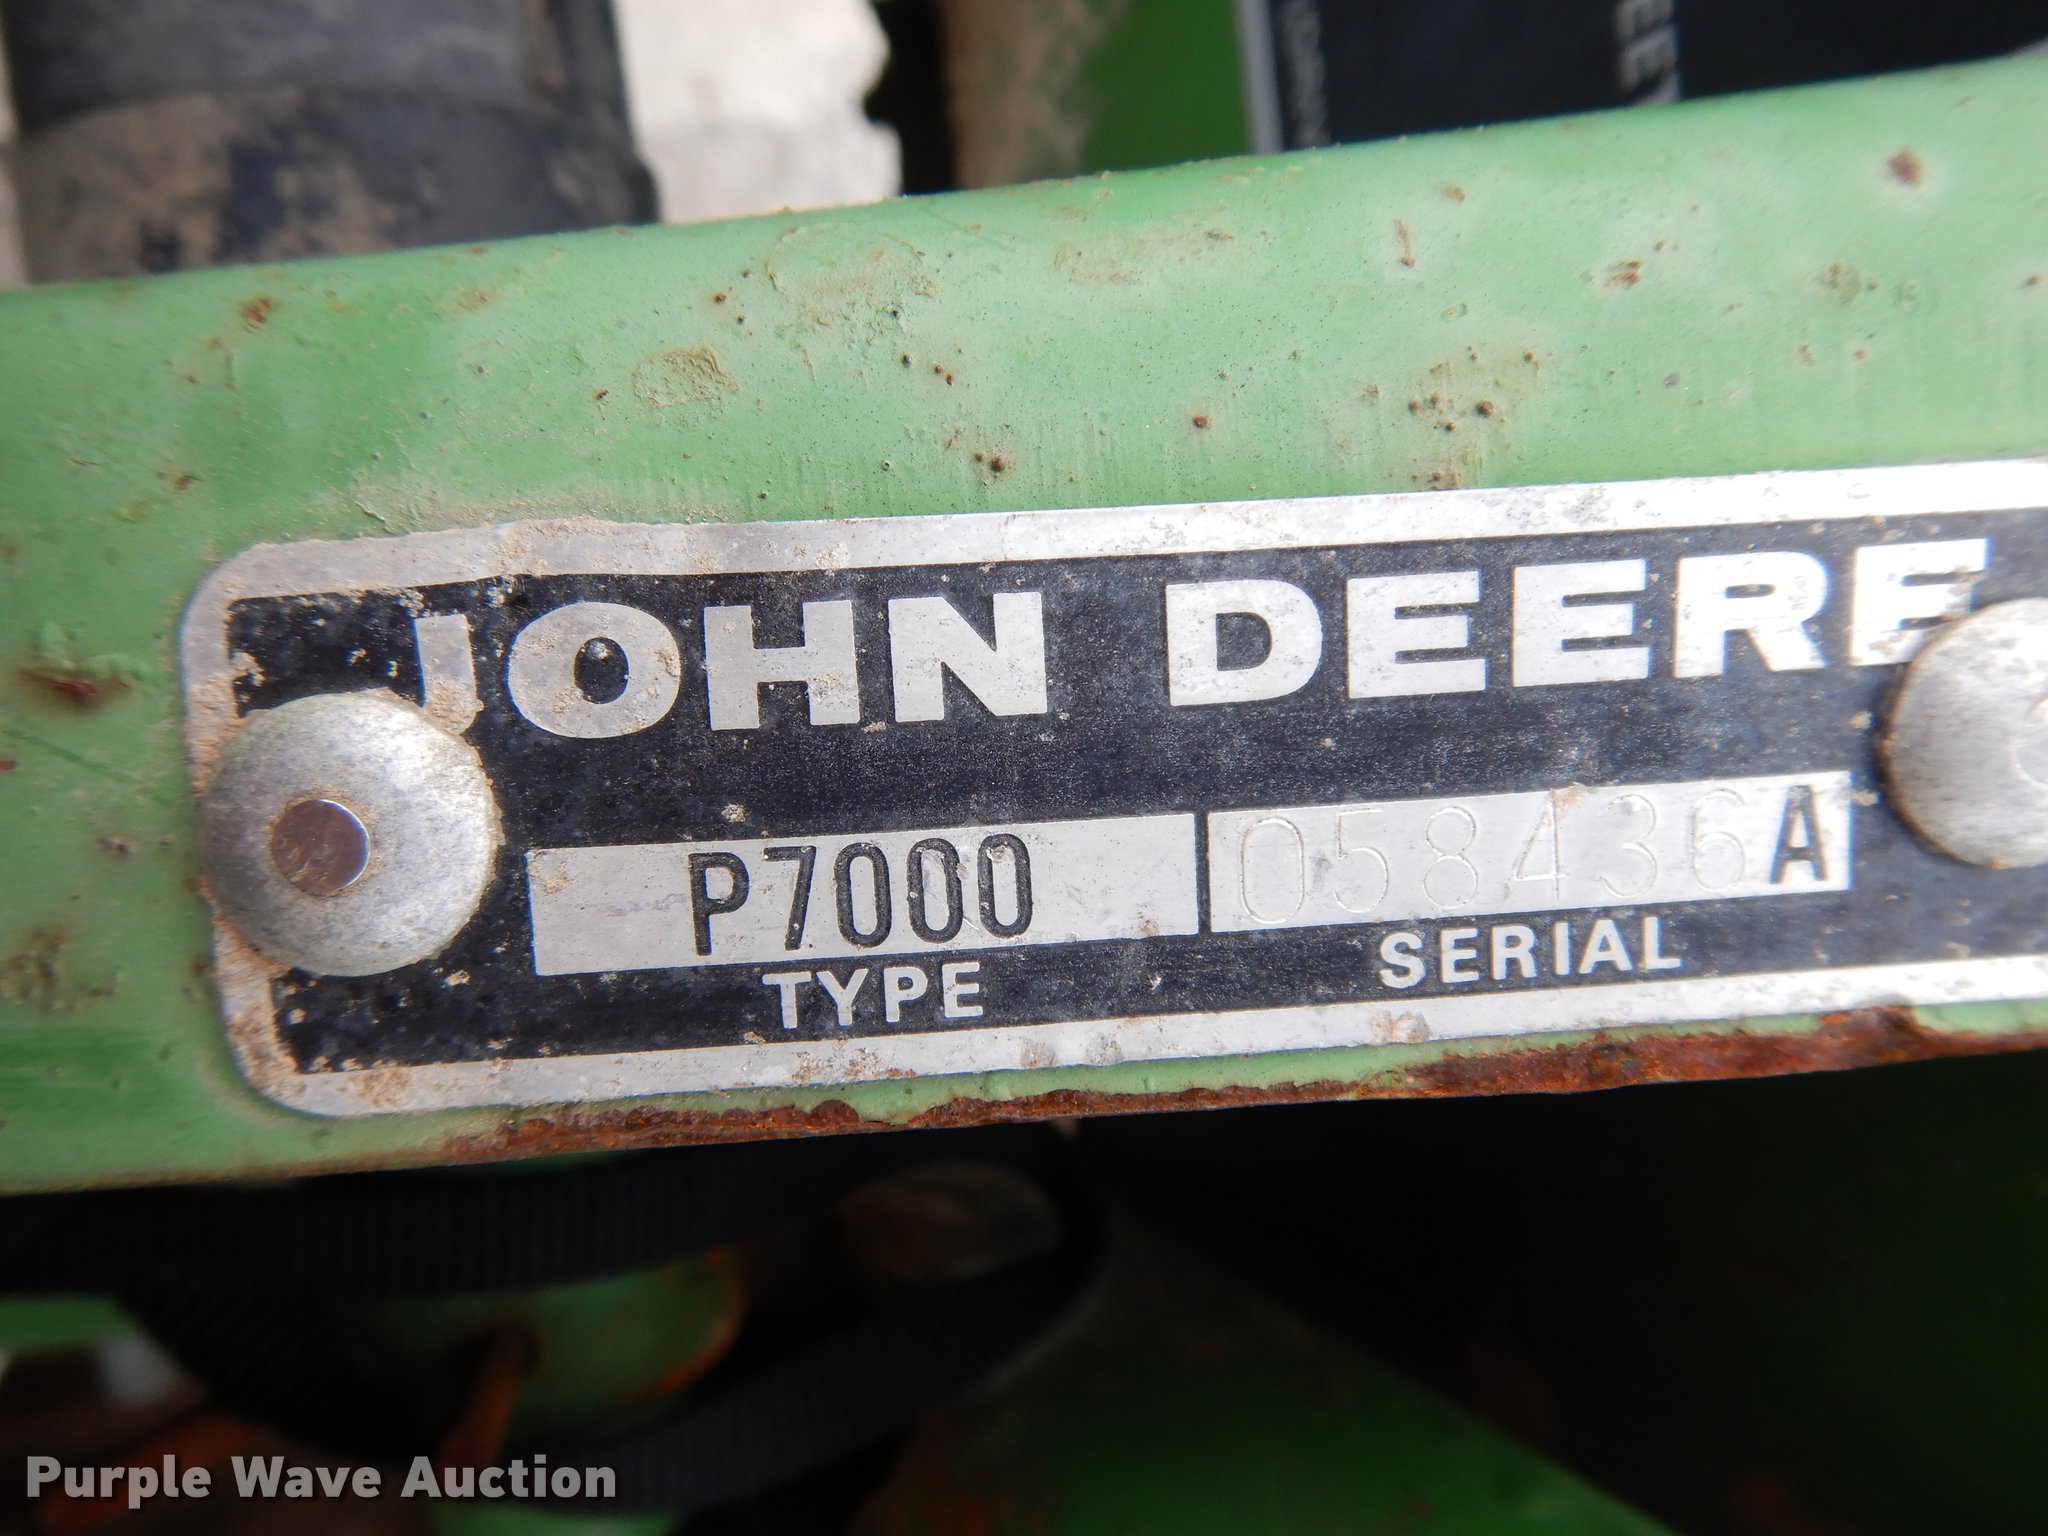 JOHN DEERE
P7000 058436A
TYPE SERIAL
Purple Wave Auction